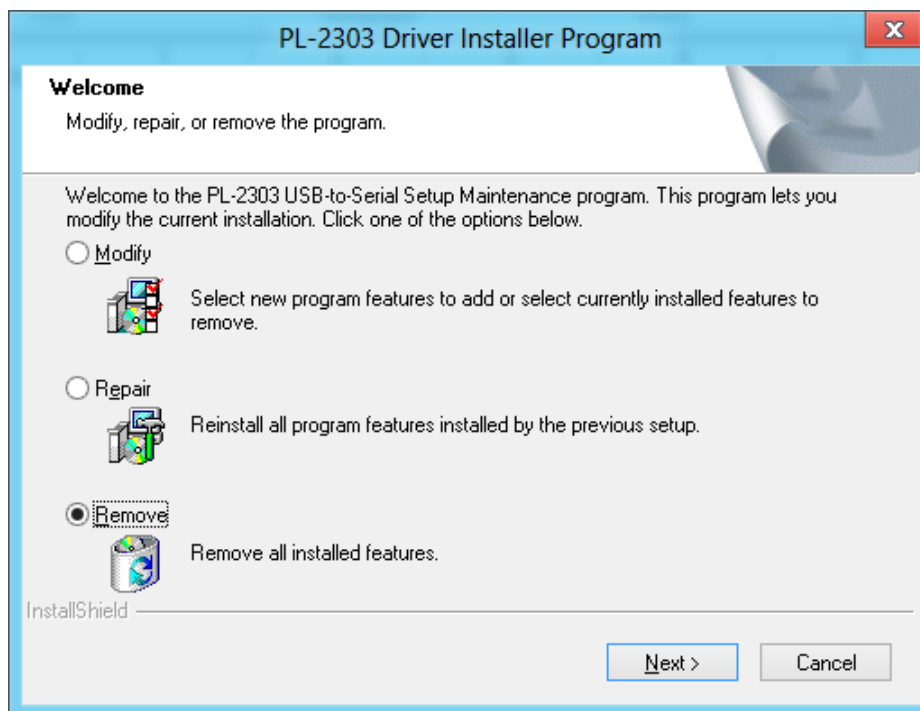 PL-2303 Driver Installer Program
Welcome
Modify, repair, or remove the program.
Welcome to the PL-2303 USB-to-Serial Setup Maintenance program. This program lets you
modify the current installation. Click one of the options below.
Modify
Select new program features to add or select currently installed features to
remove.
Repair
Reinstall all program features installed by the previous setup.
Remove
Remove all installed features.
InstallShield
Next >
Cancel